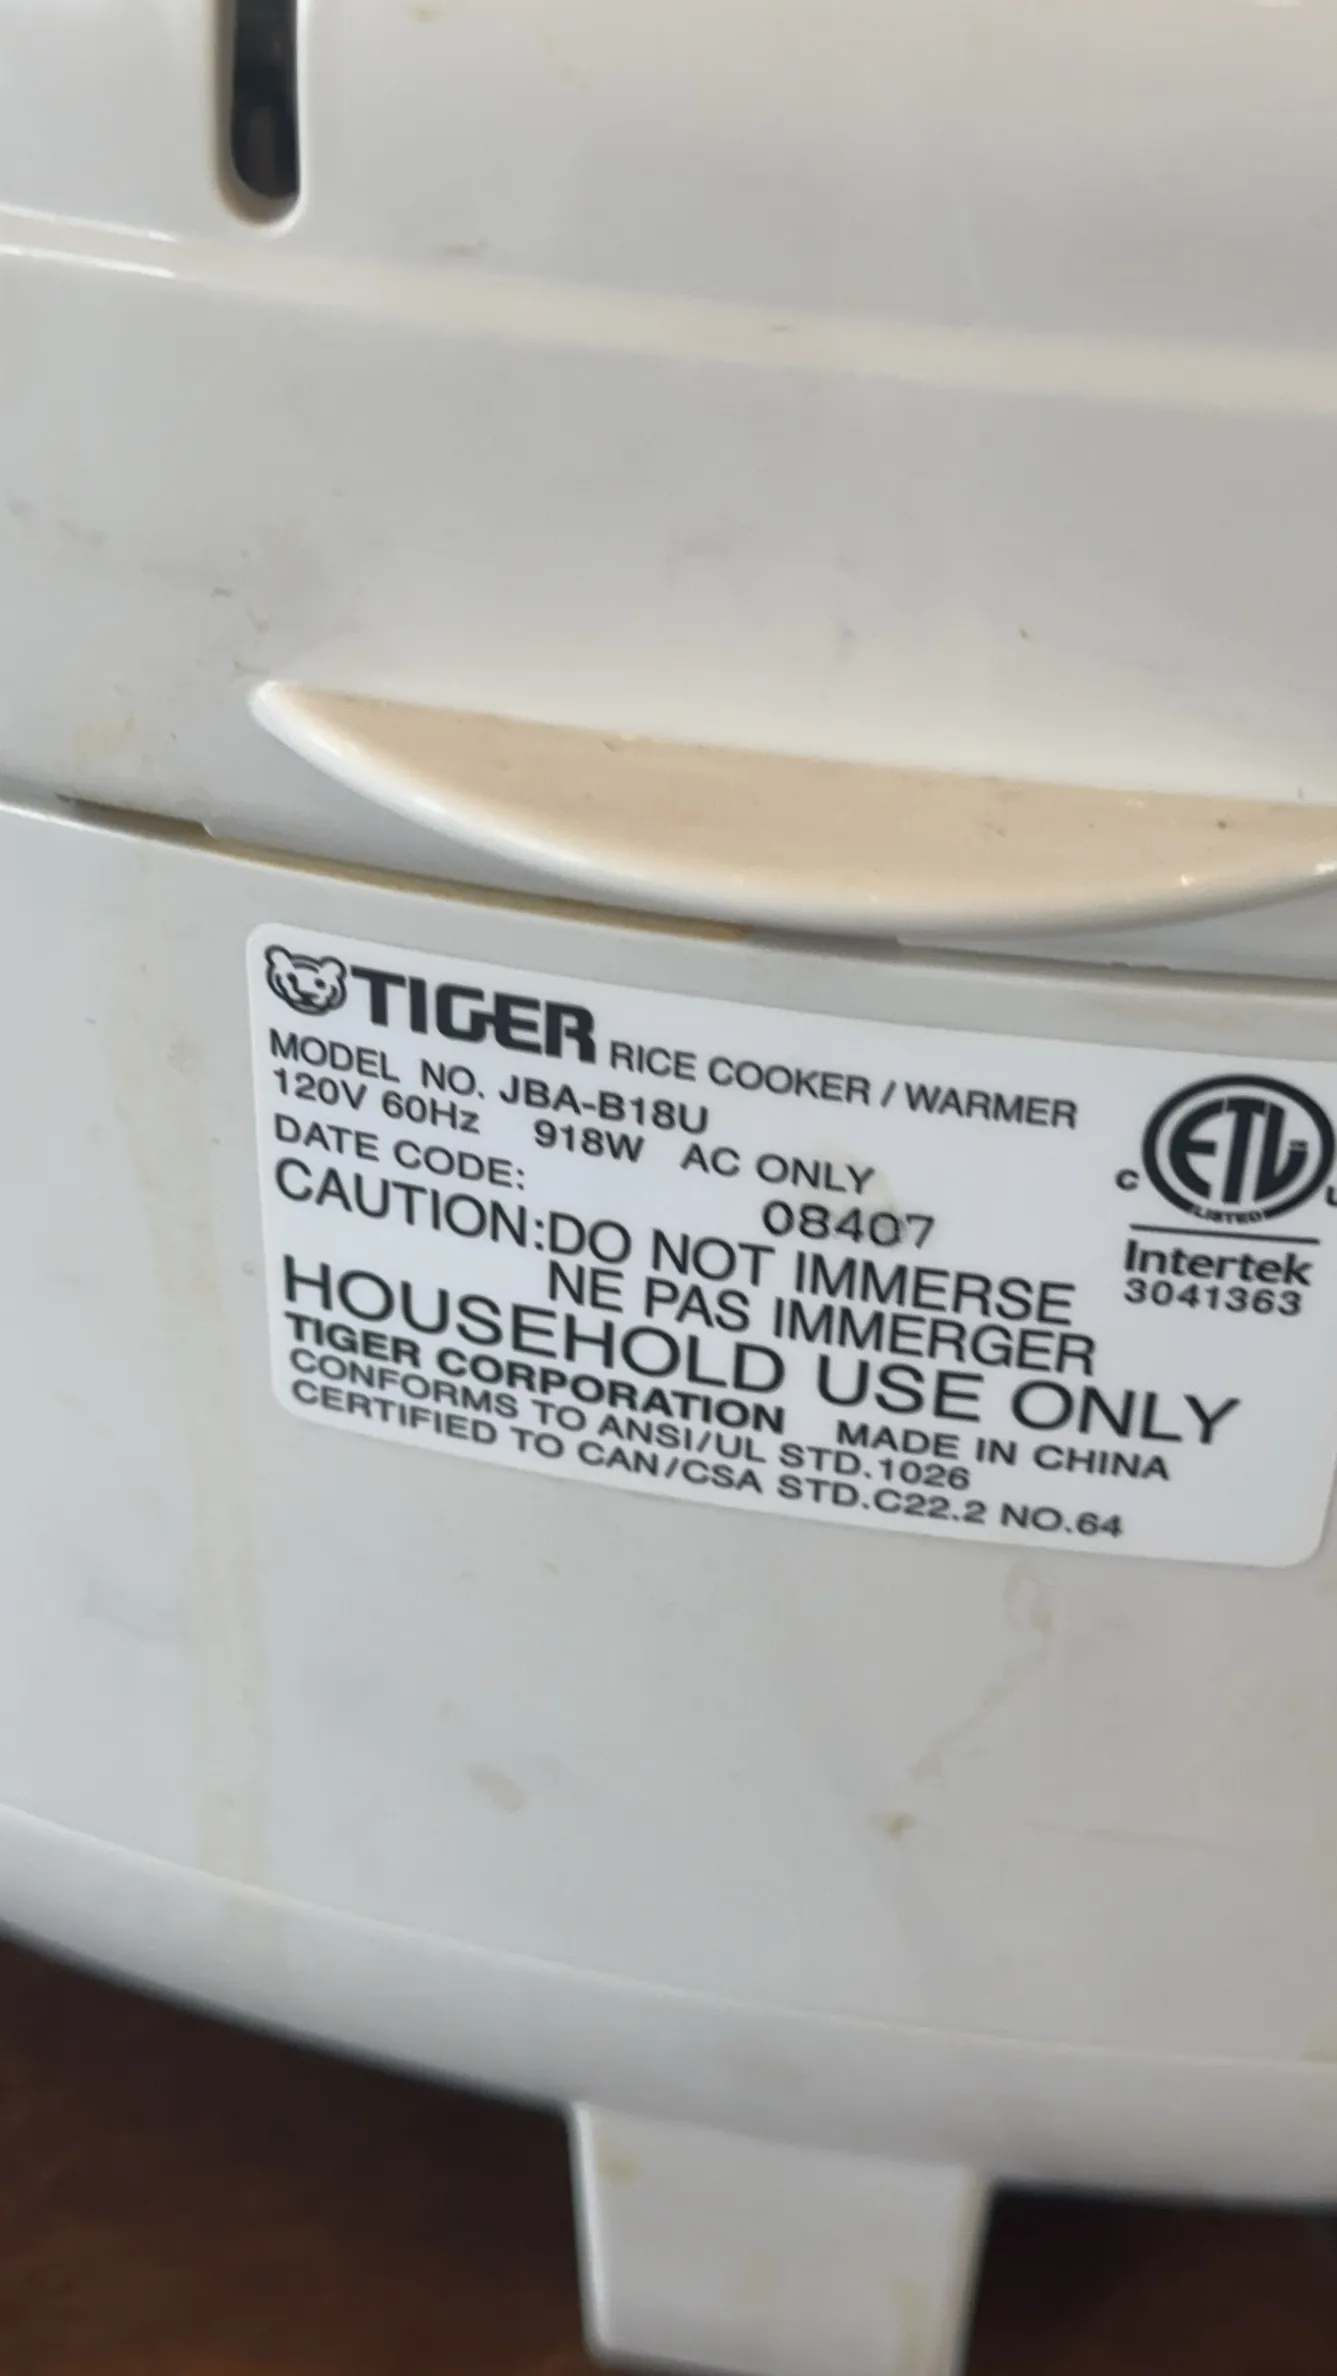 TIGER RICE COOKER / WARMER
MODEL NO. JBA-B18U
120V 60Hz 918W AC ONLY
DATE CODE: 08407
CAUTION:DO NOT IMMERSE
NE PAS IMMERGER
HOUSEHOLD USE ONLY
TIGER CORPORATION MADE IN CHINA
CONFORMS TO ANSI/UL STD.1026
CERTIFIED TO CAN/CSA STD.C22.2 NO.64
C ETL
LISTED
Intertek
3041363